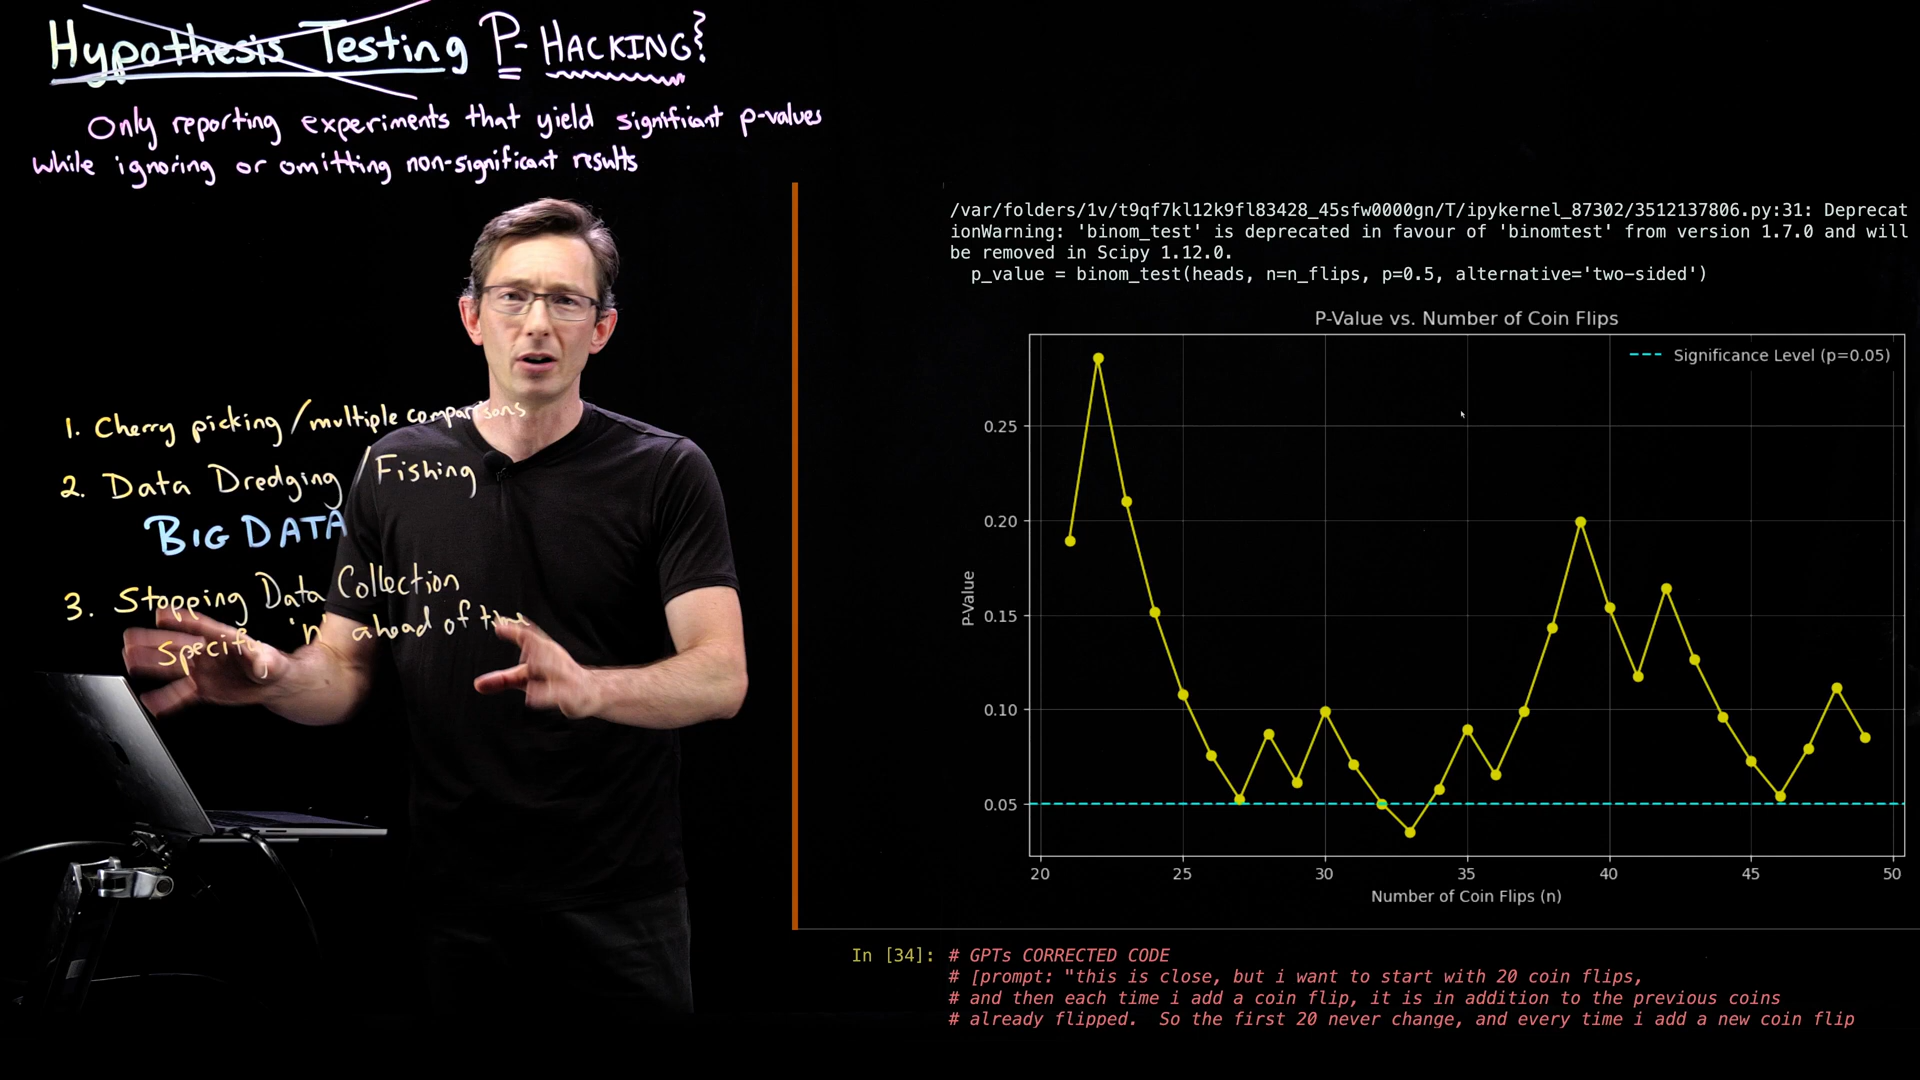 Hypothesis Testing P-HACKING?
Only reporting experiments that yield significant p-values
while ignoring or omitting non-significant results
1. Cherry picking / multiple comparisons
2. Data Dredging / Fishing
BIG DATA
3. Stopping Data Collection
specify 'n' ahead of time
/var/folders/1v/t9qf7kl12k9fl83428_45sfw0000gn/T/ipykernel_87302/3512137806.py:31: Deprecat
ionWarning: 'binom_test' is deprecated in favour of 'binomtest' from version 1.7.0 and will
be removed in Scipy 1.12.0.
p_value = binom_test(heads, n=n_flips, p=0.5, alternative='two-sided')
P-Value vs. Number of Coin Flips
Significance Level (p=0.05)
P-Value
0.25
0.20
0.15
0.10
0.05
20 25 30 35 40 45 50
Number of Coin Flips (n)
In [34]: # GPTs CORRECTED CODE
# [prompt: "this is close, but i want to start with 20 coin flips,
# and then each time i add a coin flip, it is in addition to the previous coins
# already flipped.  So the first 20 never change, and every time i add a new coin flip